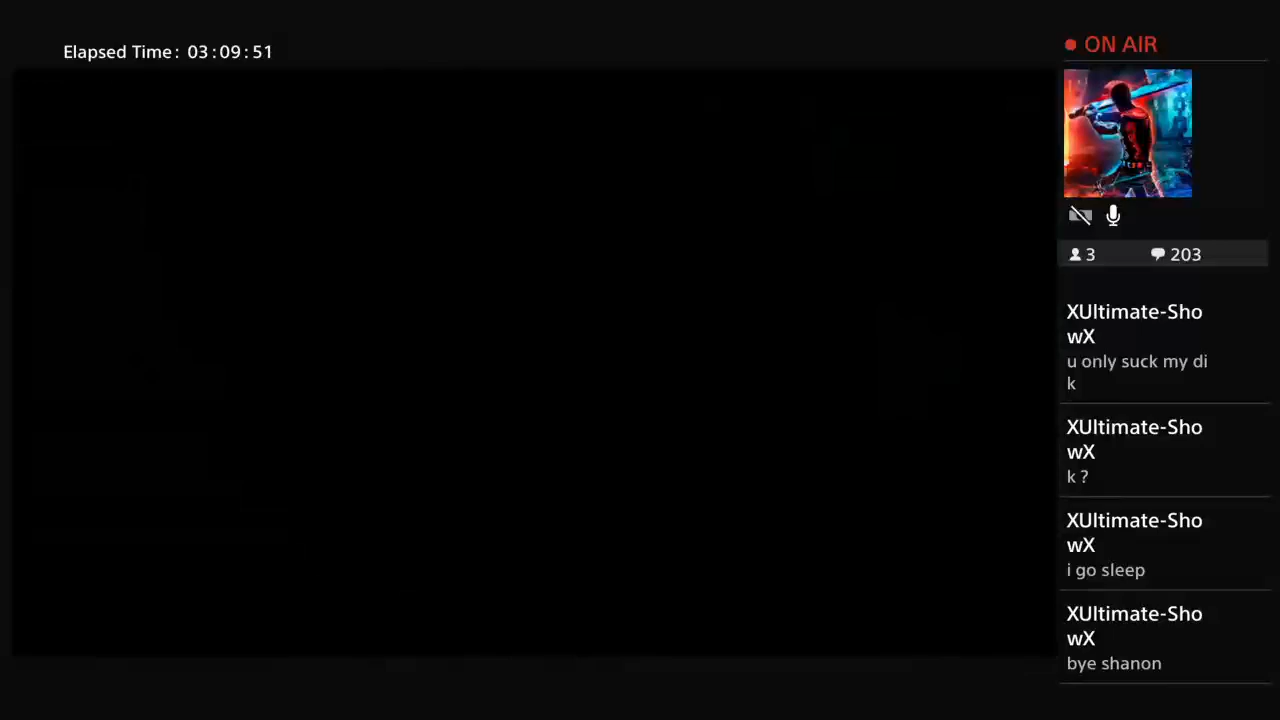 Elapsed Time: 03:09:51
ON AIR
3 203
XUltimate-Sho
wX
u only suck my di
k
XUltimate-Sho
wX
k ?
XUltimate-Sho
wX
i go sleep
XUltimate-Sho
wX
bye shanon